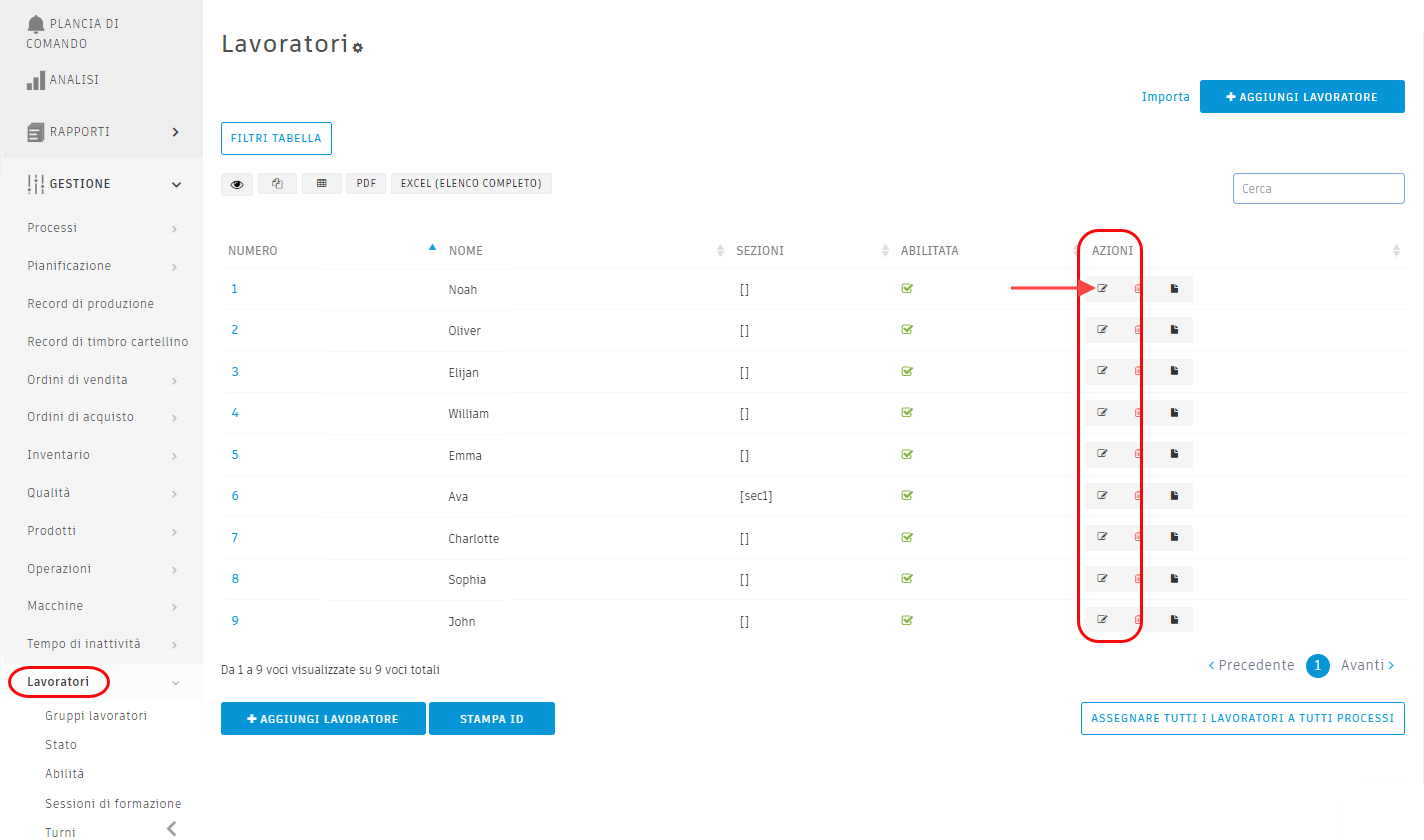 PLANCIA DI
COMANDO
ANALISI
RAPPORTI
GESTIONE
Processi
Pianificazione
Record di produzione
Record di timbro cartellino
Ordini di vendita
Ordini di acquisto
Inventario
Qualità
Prodotti
Operazioni
Macchine
Tempo di inattività
Lavoratori
Gruppi lavoratori
Stato
Abilità
Sessioni di formazione
Turni
Lavoratori
Importa
AGGIUNGI LAVORATORE
FILTRI TABELLA
PDF EXCEL (ELENCO COMPLETO)
Cerca
NUMERO NOME SEZIONI ABILITATA AZIONI
1 Noah []
2 Oliver []
3 Elijan []
4 William []
5 Emma []
6 Ava [sec1]
7 Charlotte []
8 Sophia []
9 John []
Da 1 a 9 voci visualizzate su 9 voci totali
Precedente 1 Avanti
AGGIUNGI LAVORATORE STAMPA ID
ASSEGNARE TUTTI I LAVORATORI A TUTTI PROCESSI